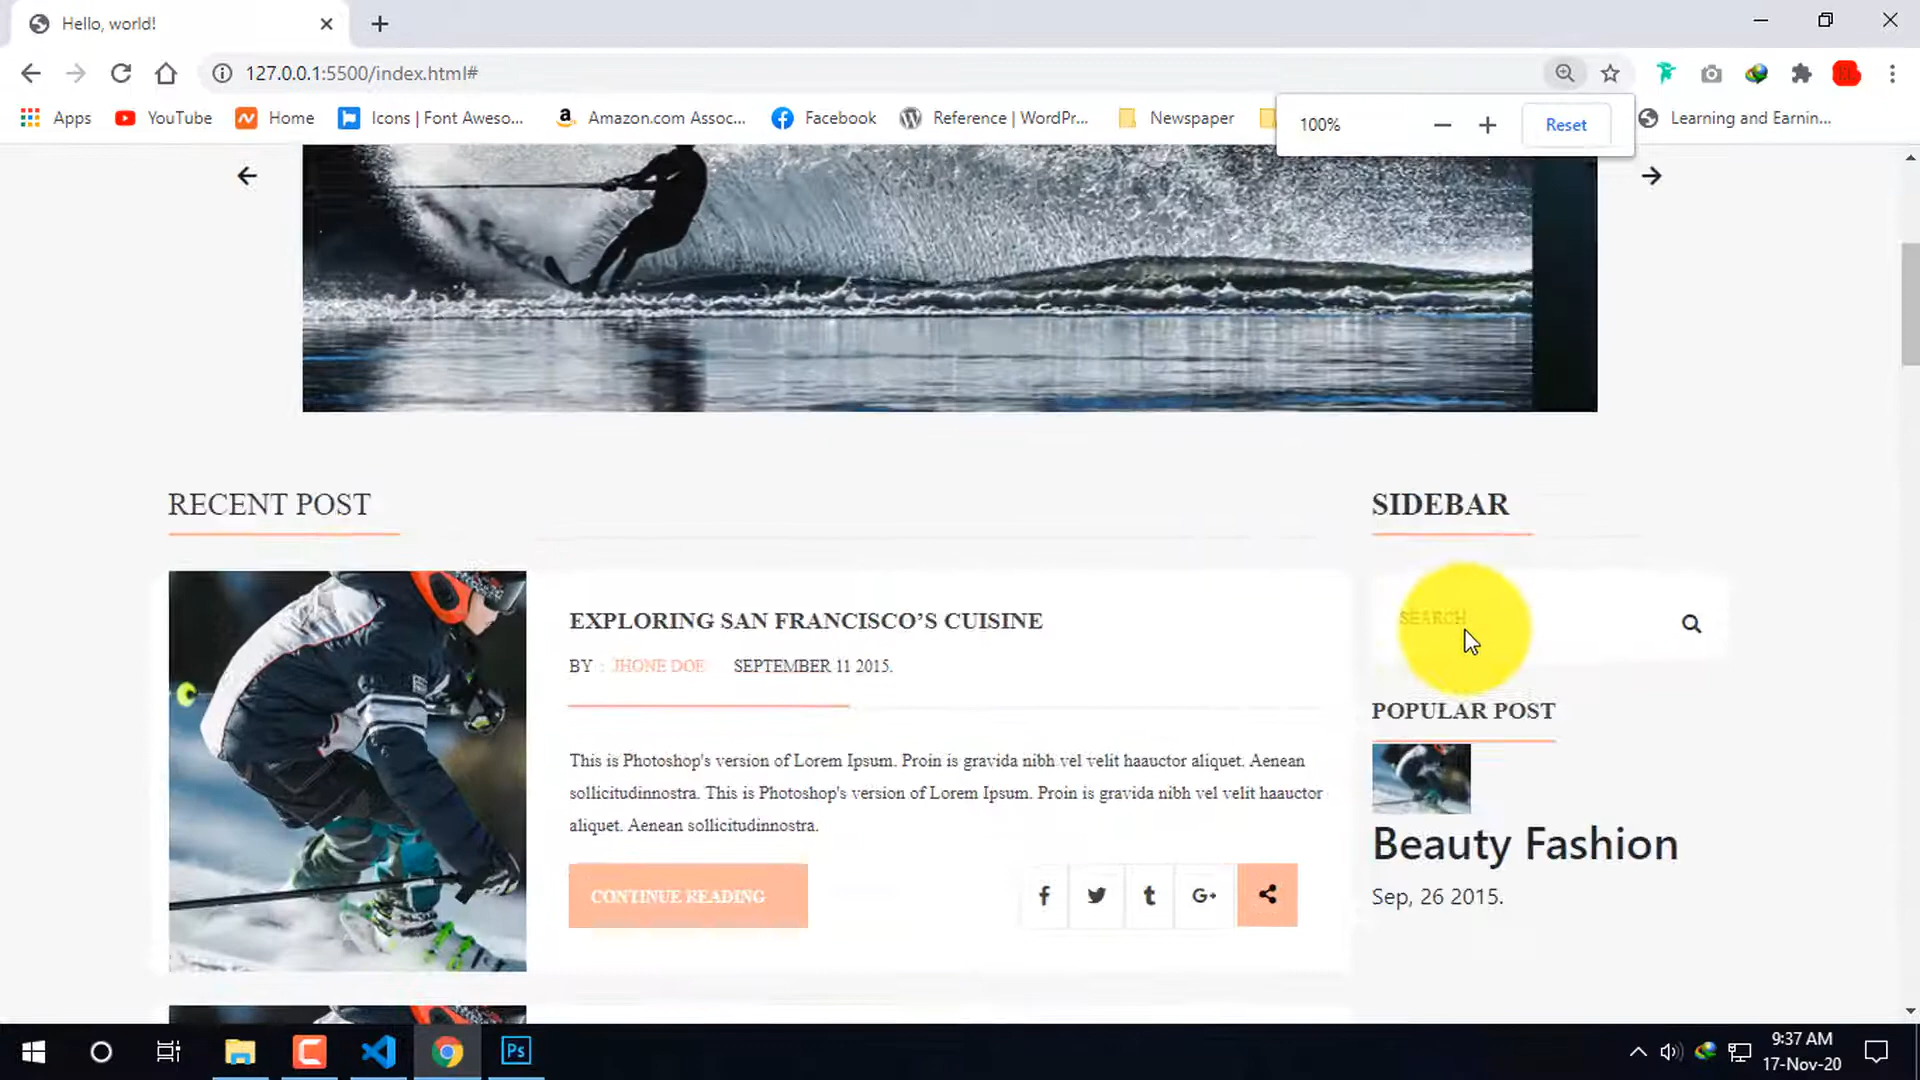 Hello, world!
127.0.0.1:5500/index.html#
Apps
YouTube
Home
Icons | Font Aweso...
Amazon.com Assoc...
Facebook
Reference | WordPr...
Newspaper
Learning and Earnin...
100%
Reset
RECENT POST
SIDEBAR
EXPLORING SAN FRANCISCO’S CUISINE
BY : JHONE DOE SEPTEMBER 11 2015.
SEARCH
POPULAR POST
This is Photoshop's version of Lorem Ipsum. Proin is gravida nibh vel velit haauctor aliquet. Aenean
sollicitudinnostra. This is Photoshop's version of Lorem Ipsum. Proin is gravida nibh vel velit haauctor
aliquet. Aenean sollicitudinnostra.
Beauty Fashion
Sep, 26 2015.
CONTINUE READING
Ps
9:37 AM
17-Nov-20